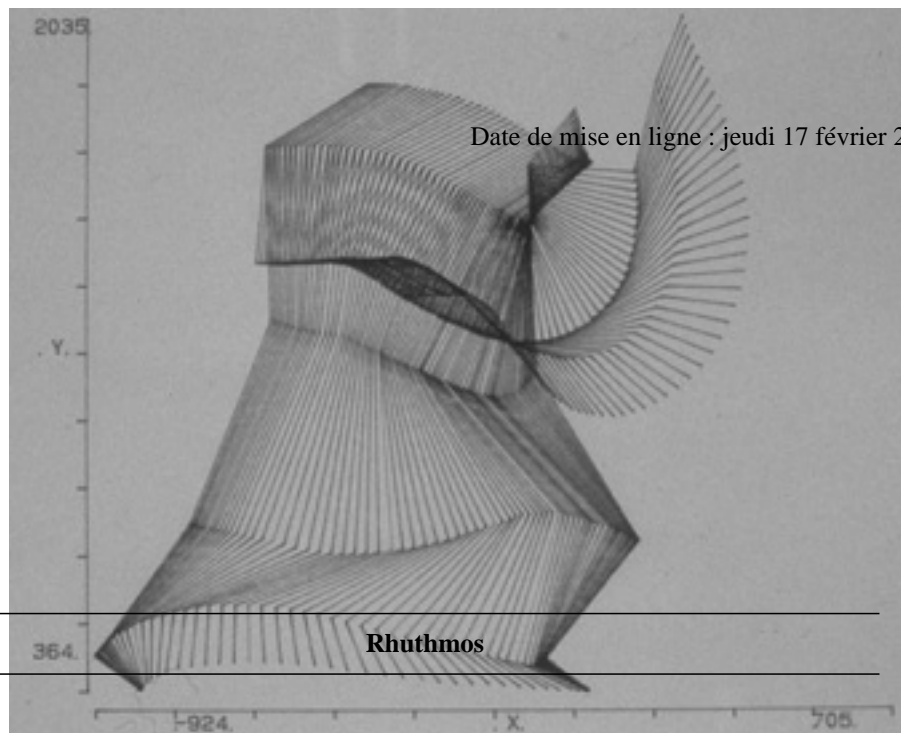 2035
Date de mise en ligne : jeudi 17 février 2
. Y.
Rhuthmos
364.
-924.
. X.
705.